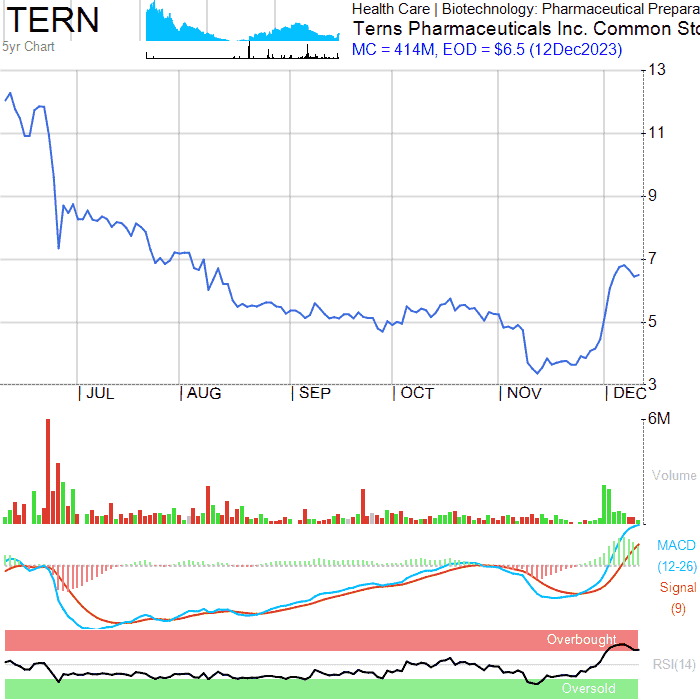 TERN
5yr Chart
Health Care | Biotechnology: Pharmaceutical Prepara
Terns Pharmaceuticals Inc. Common Sto
MC = 414M, EOD = $6.5 (12Dec2023)
13
11
9
7
5
3
| JUL | AUG | SEP | OCT | NOV | DEC
6M
Volume
MACD
(12-26)
Signal
(9)
Overbought
RSI(14)
Oversold